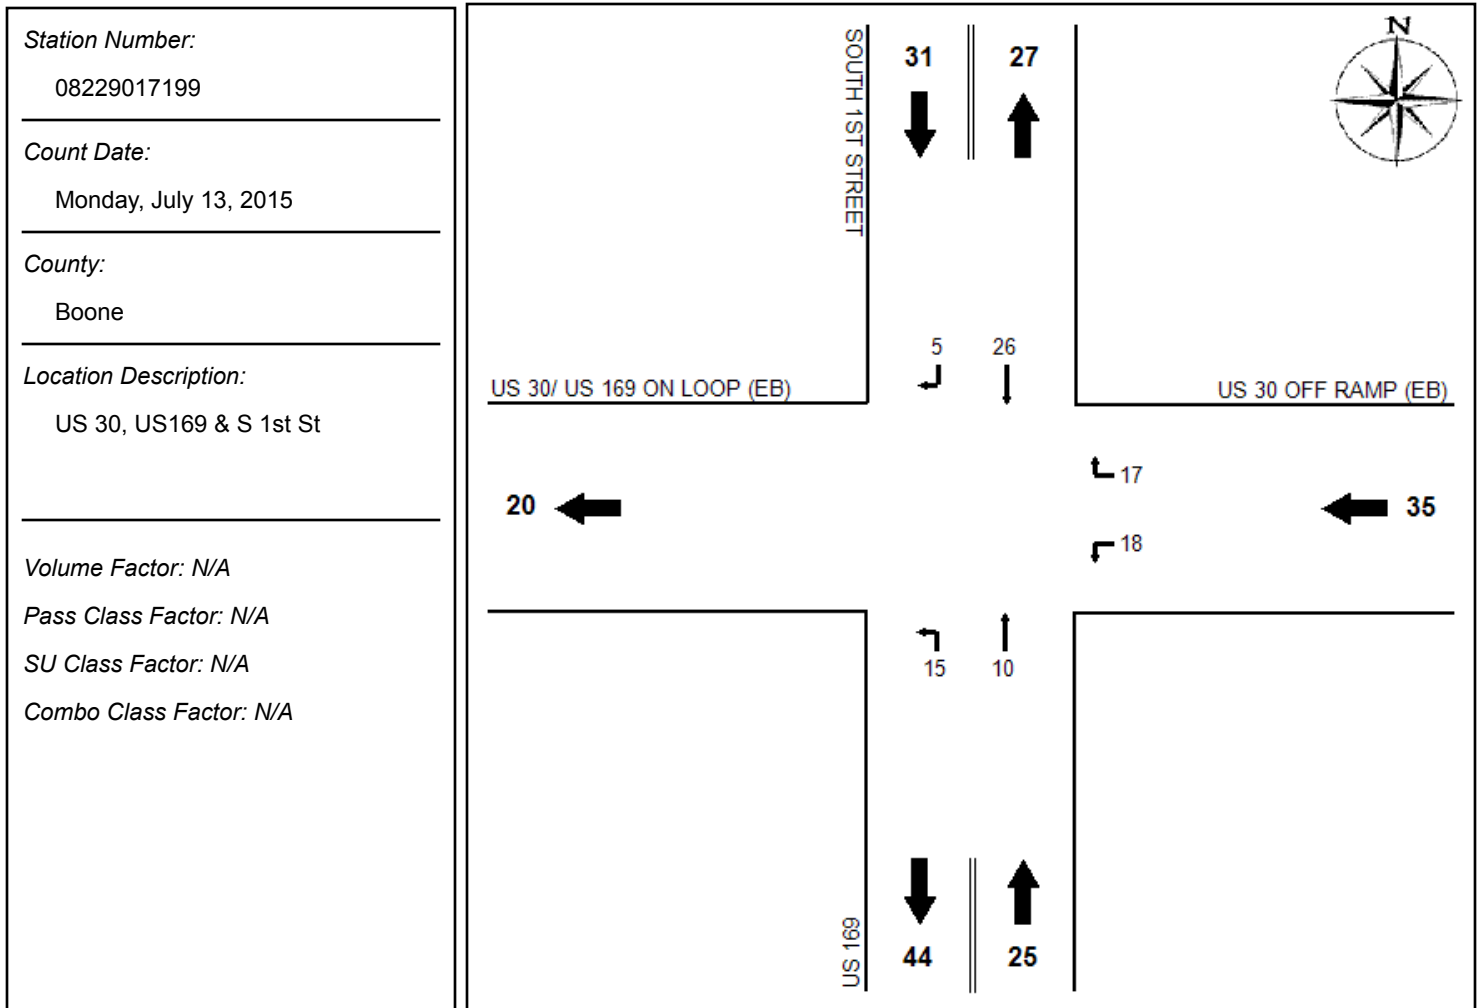 Station Number:
08229017199
Count Date:
Monday, July 13, 2015
County:
Boone
Location Description:
US 30, US169 & S 1st St
Volume Factor: N/A
Pass Class Factor: N/A
SU Class Factor: N/A
Combo Class Factor: N/A
N
SOUTH 1ST STREET
31 27
5 26
US 30/ US 169 ON LOOP (EB)
US 30 OFF RAMP (EB)
17
20
35
18
15 10
US 169
44 25